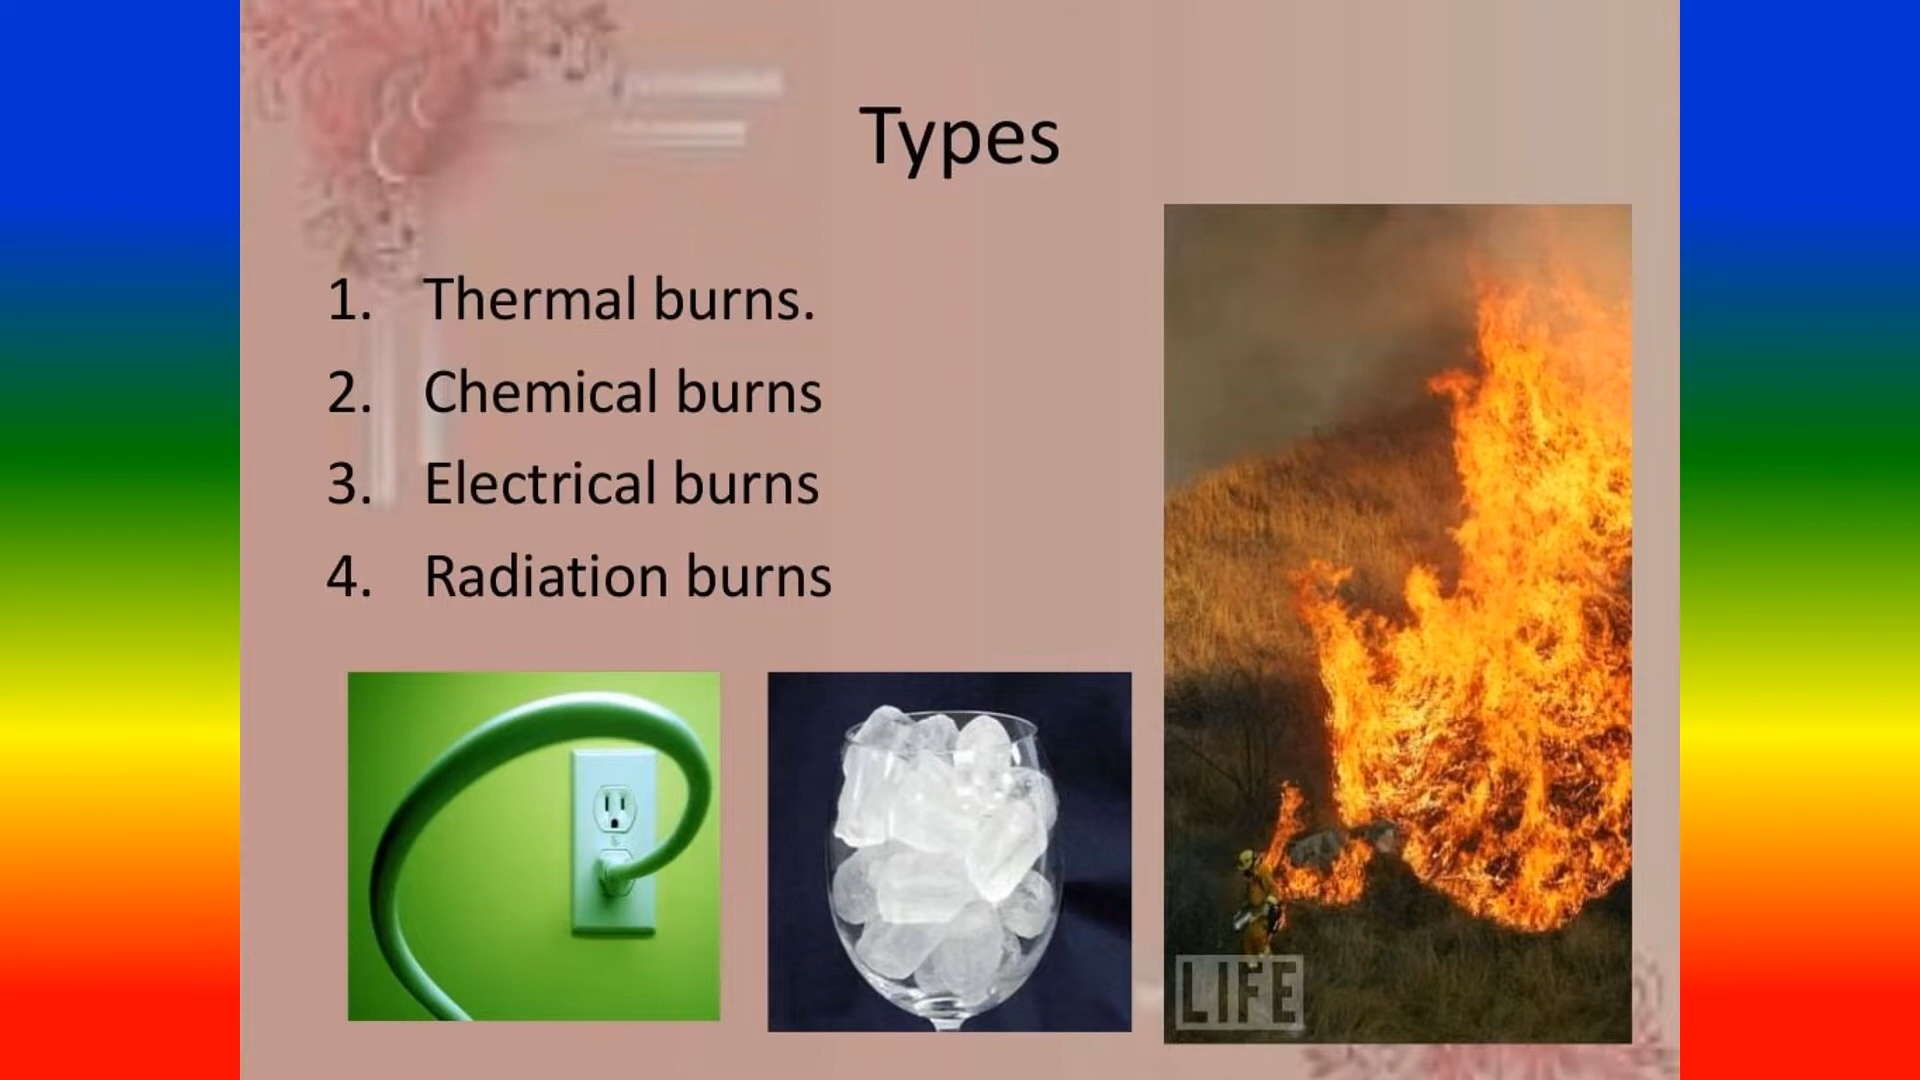 Types
1. Thermal burns.
2. Chemical burns
3. Electrical burns
4. Radiation burns
LIFE